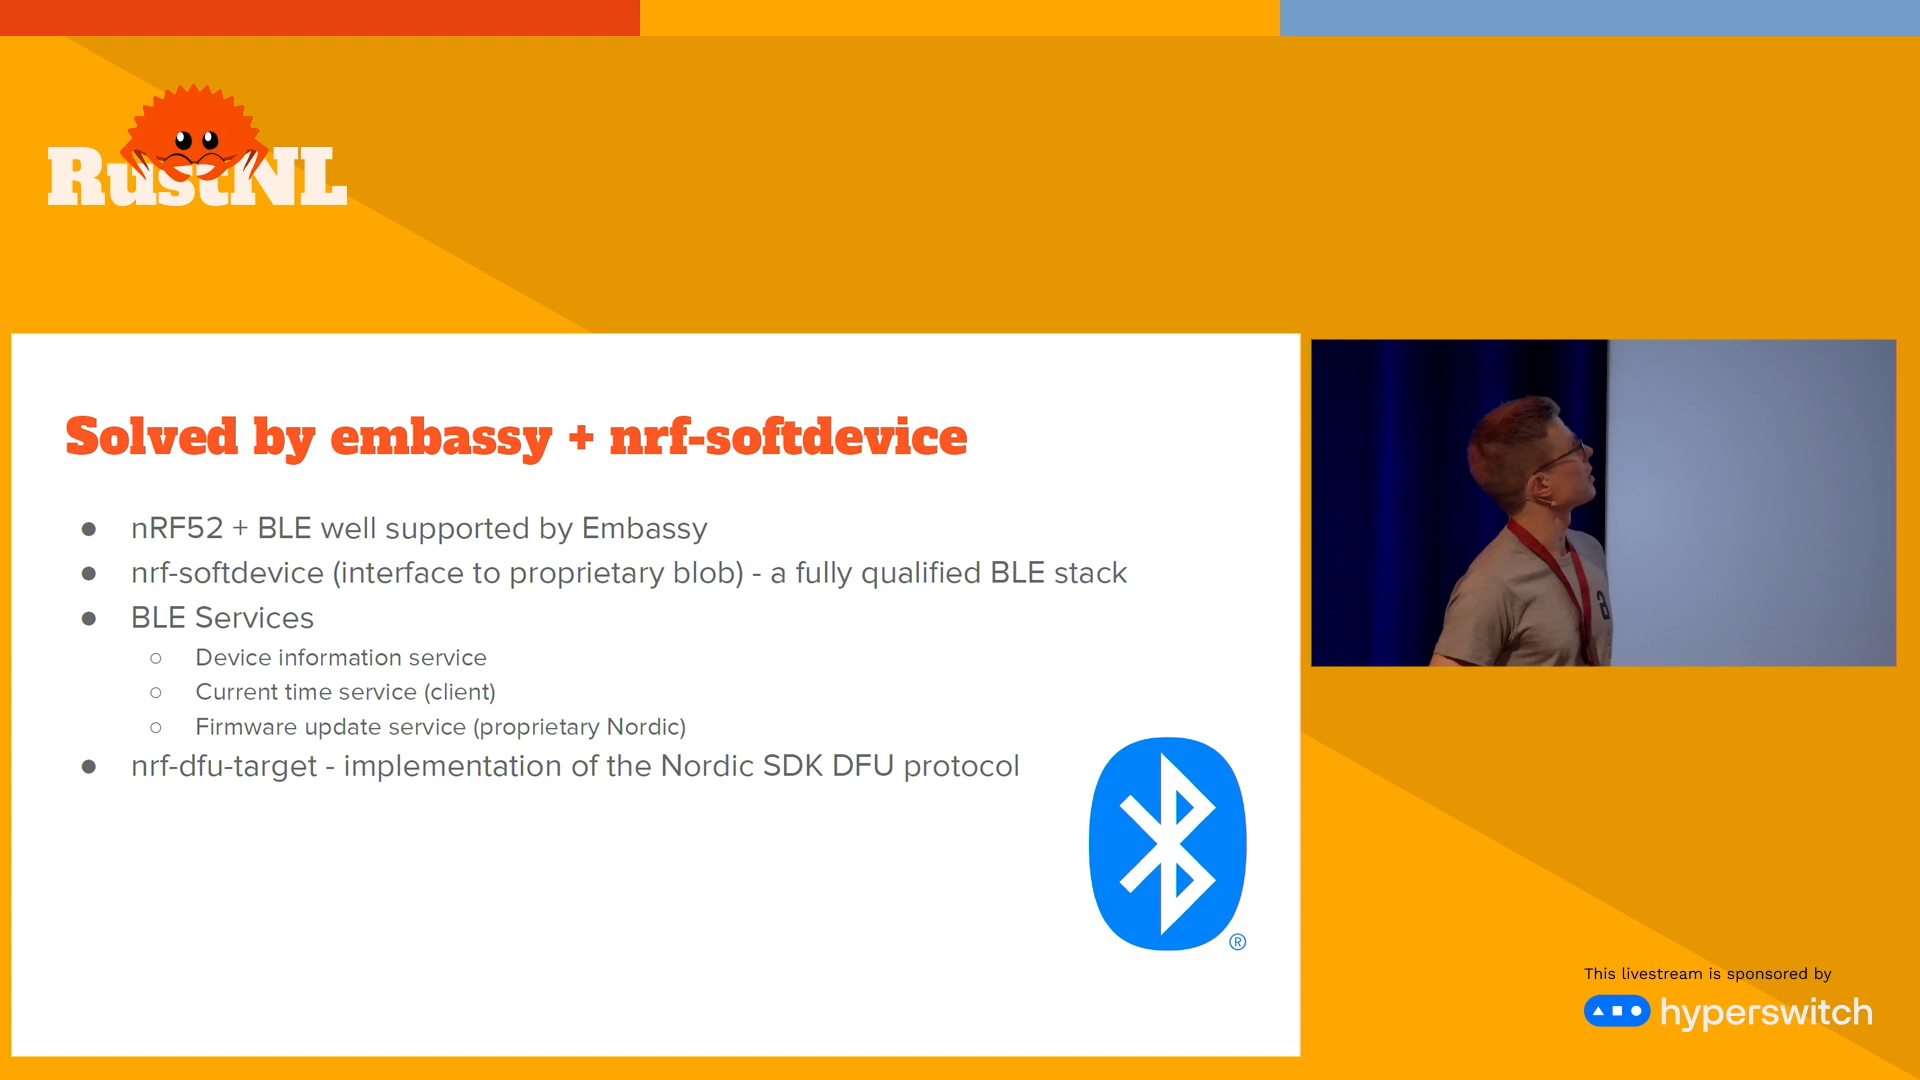 RustNL
Solved by embassy + nrf-softdevice
● nRF52 + BLE well supported by Embassy
● nrf-softdevice (interface to proprietary blob) - a fully qualified BLE stack
● BLE Services
○ Device information service
○ Current time service (client)
○ Firmware update service (proprietary Nordic)
● nrf-dfu-target - implementation of the Nordic SDK DFU protocol
®
a
This livestream is sponsored by
hyperswitch